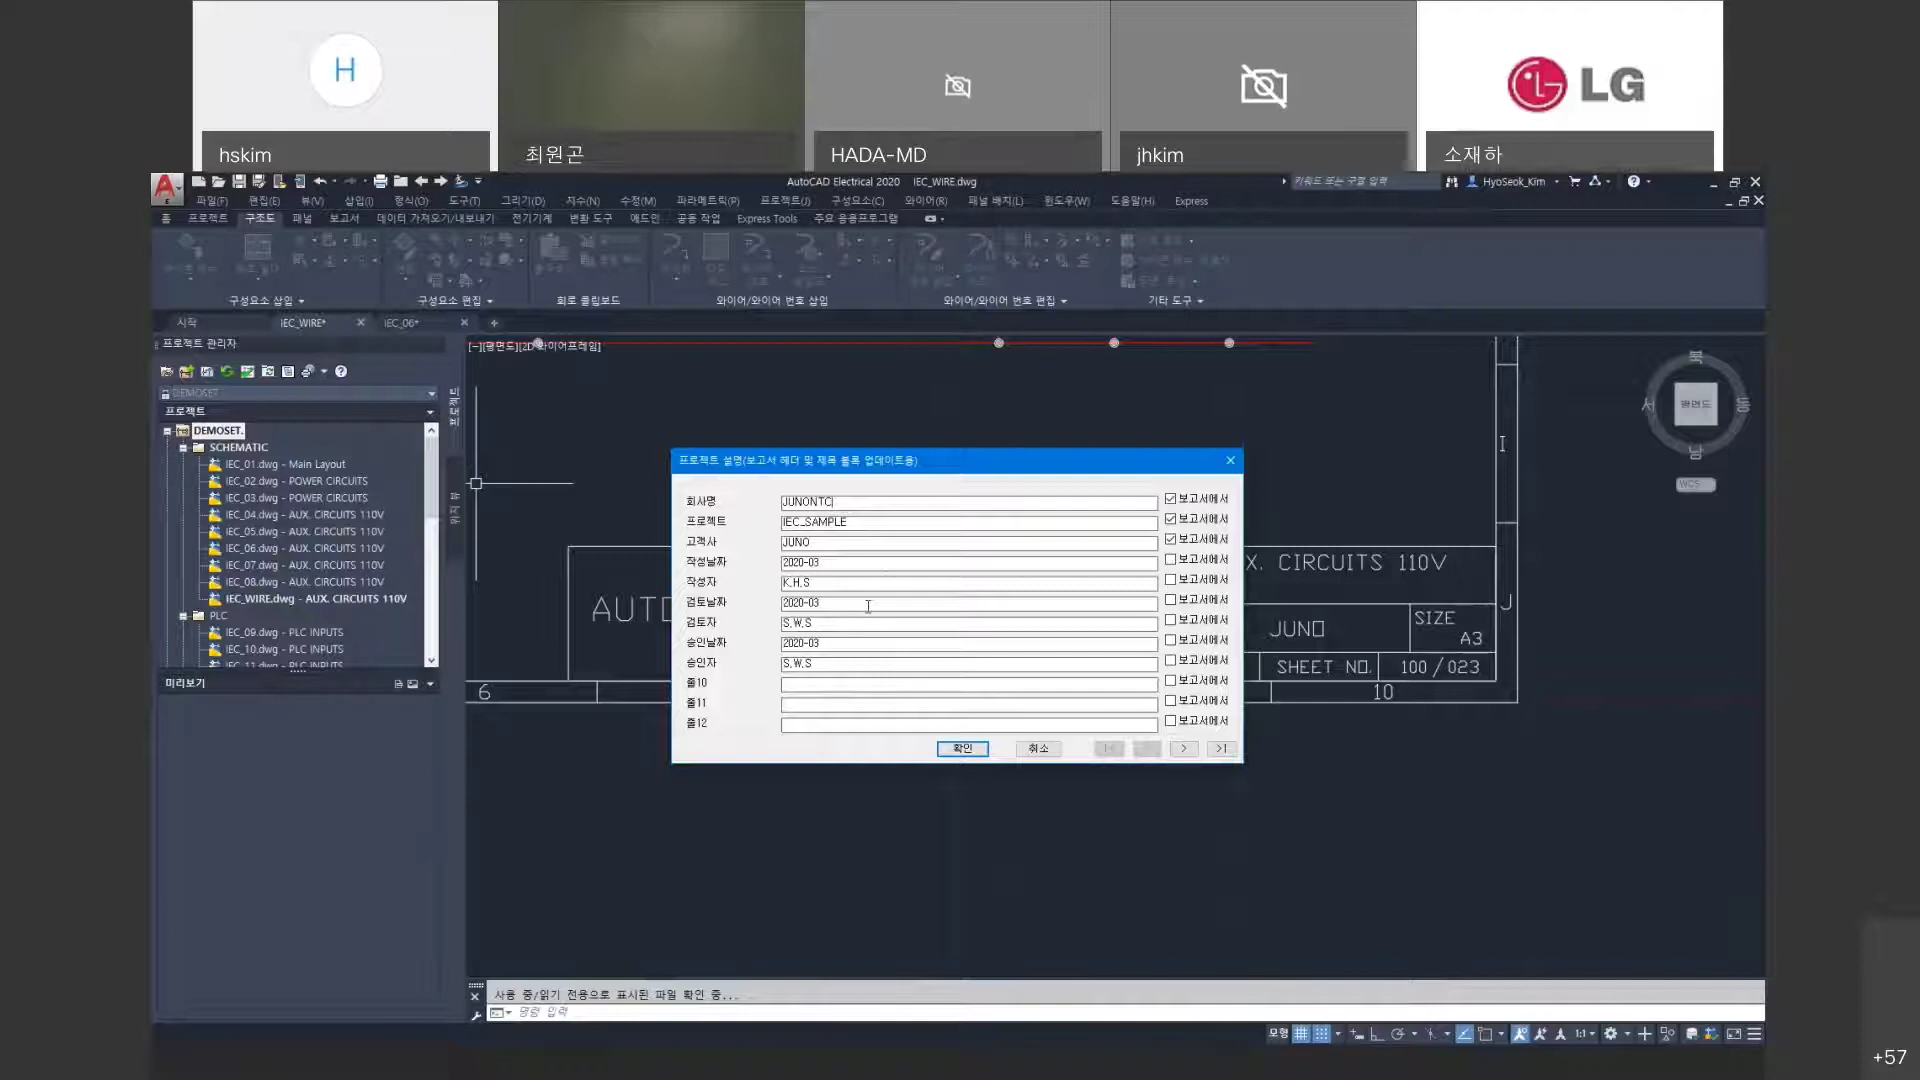 H
LG
hskim
최원곤
HADA-MD
jhkim
소재하
AutoCAD Electrical 2020 IEC_WIRE.dwg
키워드 또는 구절 입력
HyoSeok_Kim
파일(F) 편집(E) 뷰(V) 삽입(I) 형식(O) 도구(T) 그리기(D) 치수(N) 수정(M) 파라메트릭(P) 프로젝트(J) 구성요소(C) 와이어(R) 패널 배치(L) 윈도우(W) 도움말(H) Express
홈 프로젝트 구조도 패널 보고서 데이터 가져오기/내보내기 전기기계 변환 도구 애드인 공동 작업 Express Tools 주요 응용프로그램
구성요소 삽입 구성요소 편집 회로 클립보드 와이어/와이어 번호 삽입 와이어/와이어 번호 편집 기타 도구
시작 IEC_WIRE* IEC_06*
프로젝트 관리자
[-][평면도][2D 와이어프레임]
DEMOSET
프로젝트
DEMOSET.
SCHEMATIC
IEC_01.dwg - Main Layout
IEC_02.dwg - POWER CIRCUITS
IEC_03.dwg - POWER CIRCUITS
IEC_04.dwg - AUX. CIRCUITS 110V
IEC_05.dwg - AUX. CIRCUITS 110V
IEC_06.dwg - AUX. CIRCUITS 110V
IEC_07.dwg - AUX. CIRCUITS 110V
IEC_08.dwg - AUX. CIRCUITS 110V
IEC_WIRE.dwg - AUX. CIRCUITS 110V
PLC
IEC_09.dwg - PLC INPUTS
IEC_10.dwg - PLC INPUTS
IEC_11.dwg - PLC INPUTS
미리보기
프로젝트 설명(보고서 헤더 및 제목 블록 업데이트용)
회사명 JUNONTC 보고서에서
프로젝트 IEC_SAMPLE 보고서에서
고객사 JUNO 보고서에서
작성날짜 2020-03 보고서에서
작성자 K.H.S 보고서에서
검토날짜 2020-03 보고서에서
검토자 S.W.S 보고서에서
승인날짜 2020-03 보고서에서
승인자 S.W.S 보고서에서
줄10 보고서에서
줄11 보고서에서
줄12 보고서에서
확인 취소 > >|
북
서 평면도 동
남
WCS
I
J
X. CIRCUITS 110V
JUNO
SIZE
A3
SHEET NO. 100 / 023
6
10
사용 중/읽기 전용으로 표시된 파일 확인 중...
명령 입력
모형
1:1
+57